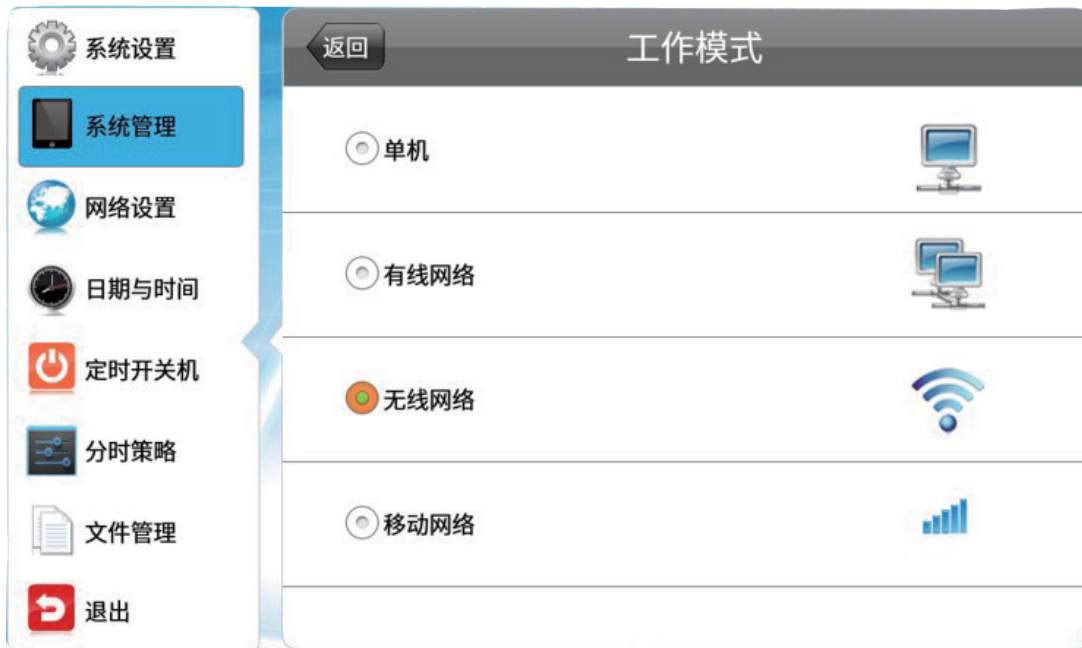 系统设置
系统管理
网络设置
日期与时间
定时开关机
分时策略
文件管理
退出
返回
工作模式
单机
有线网络
无线网络
移动网络